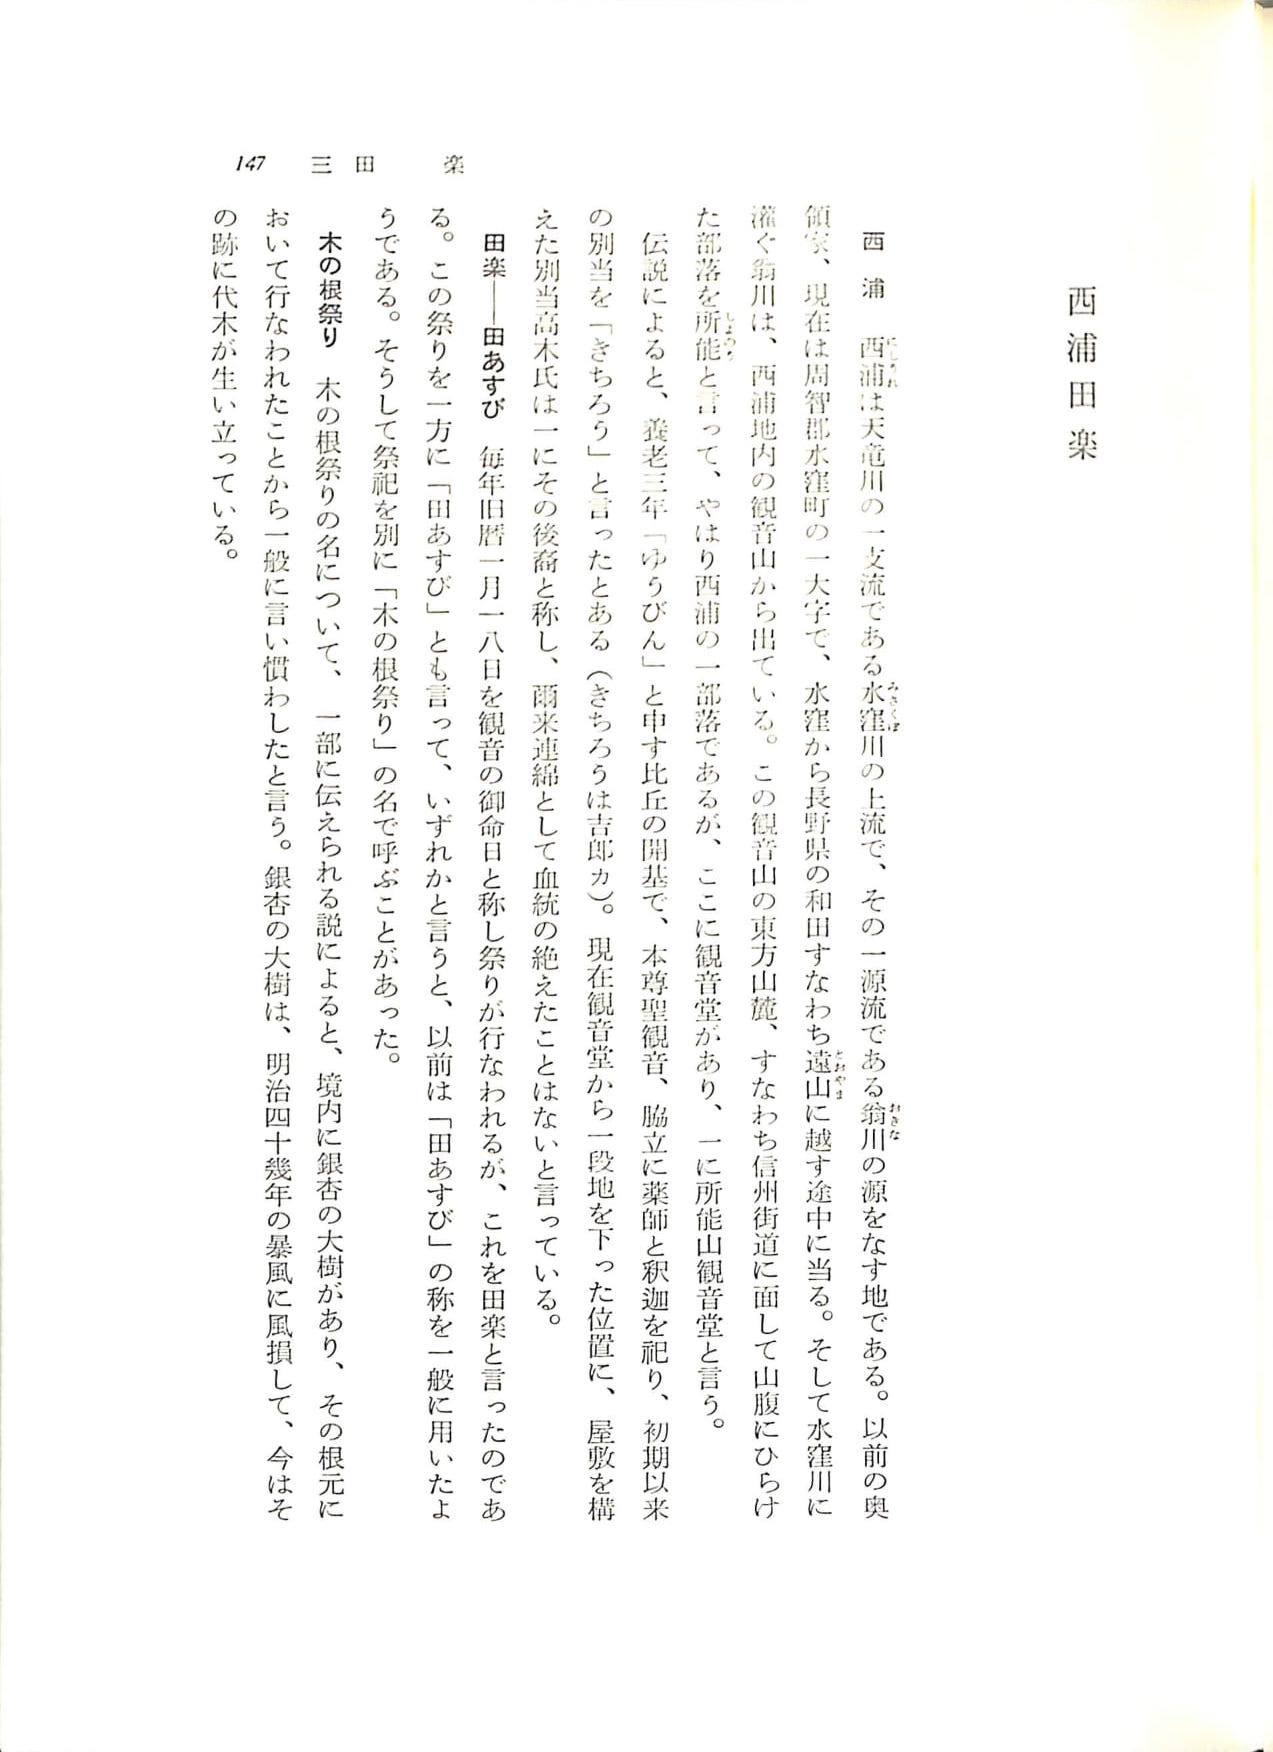 147 三 田 楽
西浦田楽
西 浦 西浦は天竜川の一支流である水窪川の上流で、その一源流である翁川の源をなす地である。以前の奥
領家、現在は周智郡水窪町の一大字で、水窪から長野県の和田すなわち遠山に越す途中に当る。そして水窪川に
灌ぐ翁川は、西浦地内の観音山から出ている。この観音山の東方山麓、すなわち信州街道に面して山腹にひらけ
た部落を所能と言って、やはり西浦の一部落であるが、ここに観音堂があり、一に所能山観音堂と言う。
伝説によると、養老三年「ゆうびん」と申す比丘の開基で、本尊聖観音、脇立に薬師と釈迦を祀り、初期以来
の別当を「きちろう」と言ったとある（きちろうは吉郎カ）。現在観音堂から一段地を下った位置に、屋敷を構
えた別当高木氏は一にその後裔と称し、爾来連綿として血統の絶えたことはないと言っている。
田楽──田あすび 毎年旧暦一月一八日を観音の御命日と称し祭りが行なわれるが、これを田楽と言ったのであ
る。この祭りを一方に「田あすび」とも言って、いずれかと言うと、以前は「田あすび」の称を一般に用いたよ
うである。そうして祭祀を別に「木の根祭り」の名で呼ぶことがあった。
木の根祭り 木の根祭りの名について、一部に伝えられる説によると、境内に銀杏の大樹があり、その根元に
おいて行なわれたことから一般に言い慣わしたと言う。銀杏の大樹は、明治四十幾年の暴風に風損して、今はそ
の跡に代木が生い立っている。